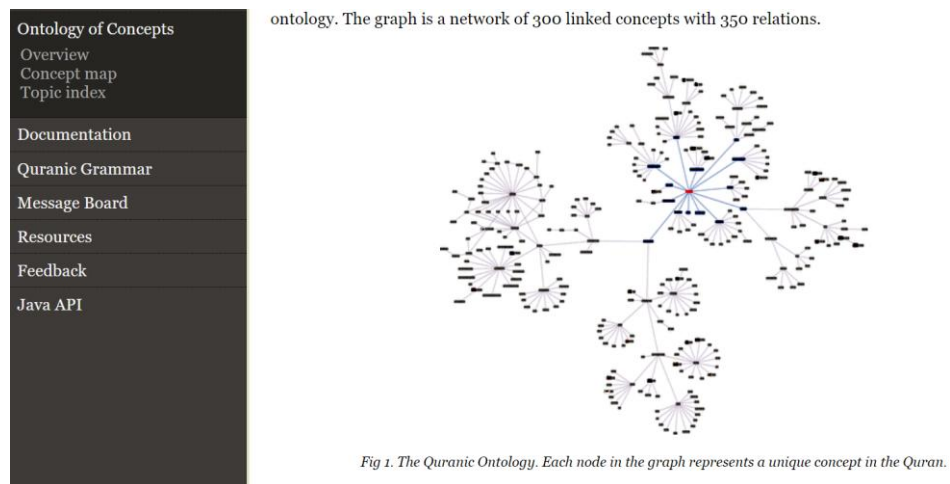 Ontology of Concepts
Overview
Concept map
Topic index
Documentation
Quranic Grammar
Message Board
Resources
Feedback
Java API
ontology. The graph is a network of 300 linked concepts with 350 relations.
Fig 1. The Quranic Ontology. Each node in the graph represents a unique concept in the Quran.